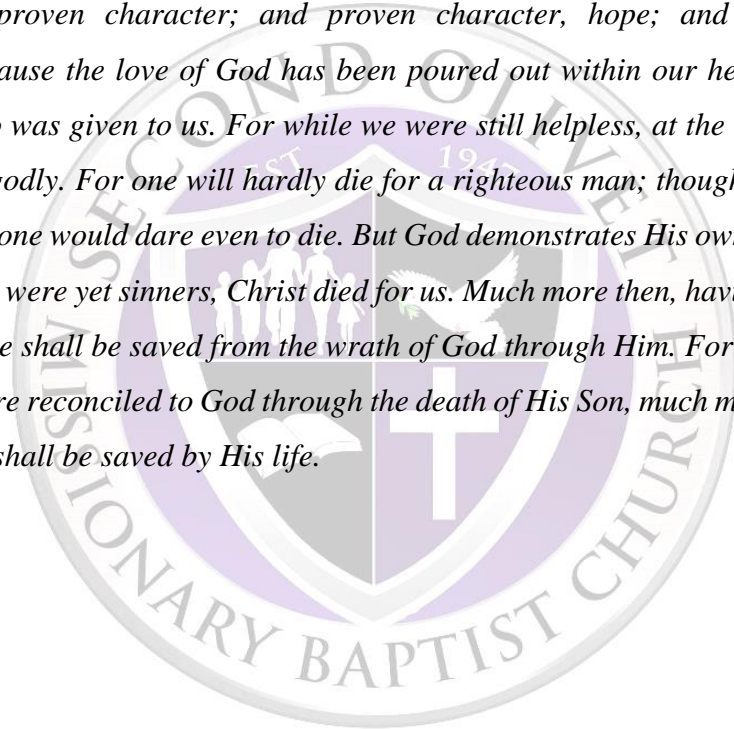 proven character; and proven character, hope; and
ause the love of God has been poured out within our he
was given to us. For while we were still helpless, at the
godly. For one will hardly die for a righteous man; though
one would dare even to die. But God demonstrates His own
were yet sinners, Christ died for us. Much more then, havi
e shall be saved from the wrath of God through Him. For
re reconciled to God through the death of His Son, much m
shall be saved by His life.
SECOND OLIVET
EST 1947
MISSIONARY BAPTIST CHURCH